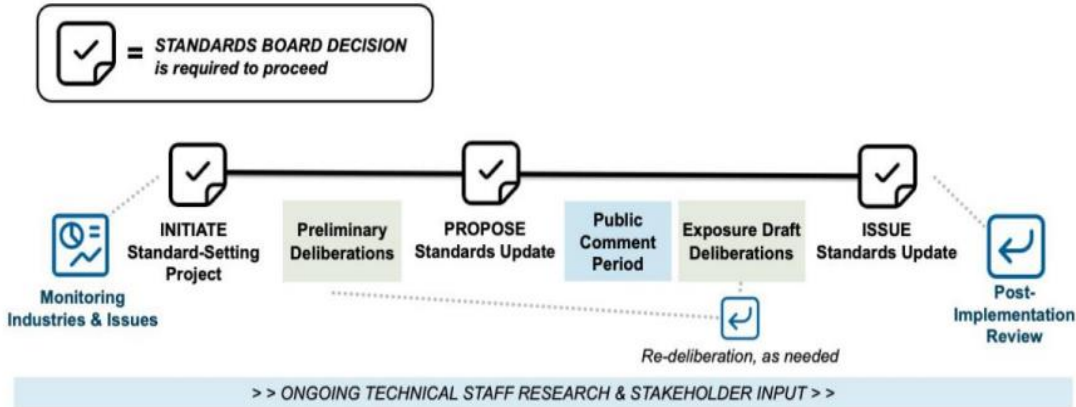 = STANDARDS BOARD DECISION
is required to proceed
INITIATE
Standard-Setting
Project
Preliminary
Deliberations
PROPOSE
Standards Update
Public
Comment
Period
Exposure Draft
Deliberations
ISSUE
Standards Update
Monitoring
Industries & Issues
Post-
Implementation
Review
Re-deliberation, as needed
> > ONGOING TECHNICAL STAFF RESEARCH & STAKEHOLDER INPUT > >